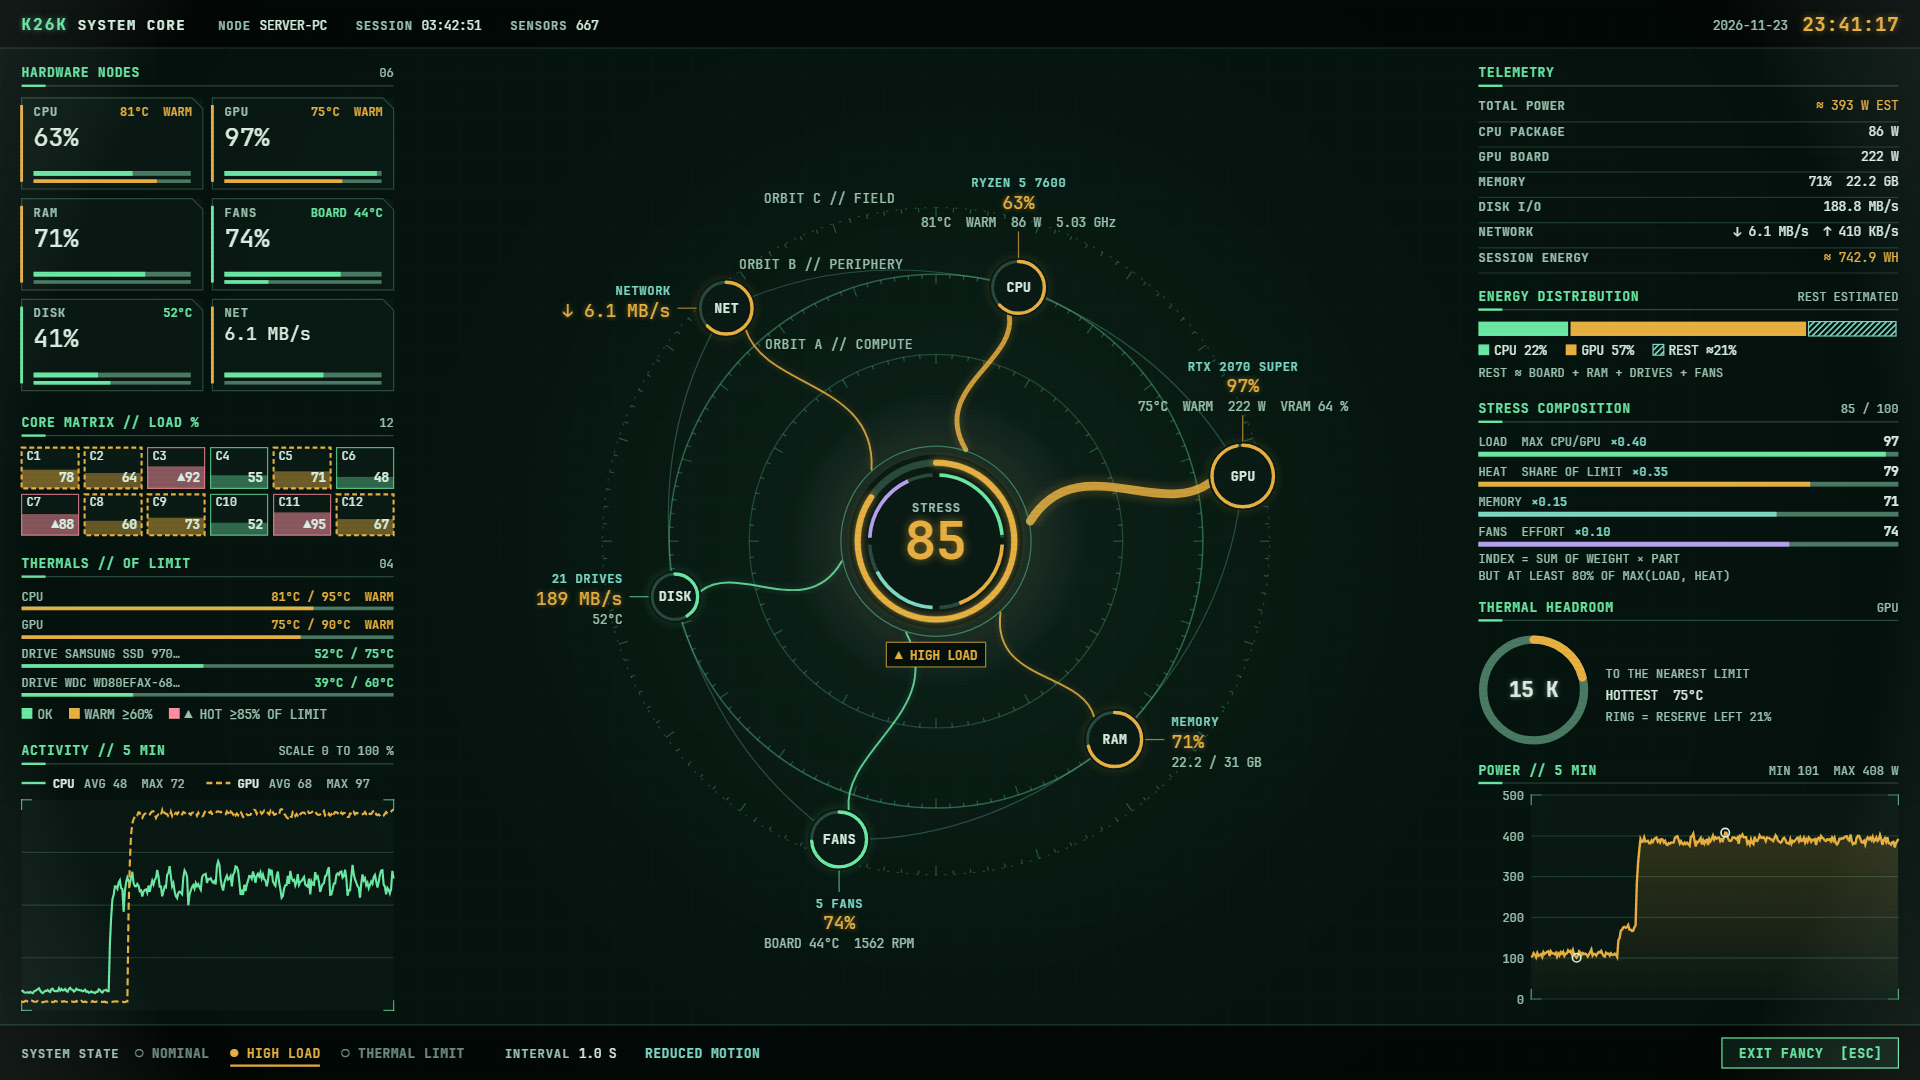 K26K SYSTEM CORE NODE SERVER-PC SESSION 03:42:51 SENSORS 667 2026-11-23 23:41:17
HARDWARE NODES 06
CPU 81°C WARM
63%
GPU 75°C WARM
97%
RAM
71%
FANS BOARD 44°C
74%
DISK 52°C
41%
NET
6.1 MB/s
CORE MATRIX // LOAD % 12
C1 78
C2 64
C3 ▲92
C4 55
C5 71
C6 48
C7 ▲88
C8 60
C9 73
C10 52
C11 ▲95
C12 67
THERMALS // OF LIMIT 04
CPU 81°C / 95°C WARM
GPU 75°C / 90°C WARM
DRIVE SAMSUNG SSD 970… 52°C / 75°C
DRIVE WDC WD80EFAX-68… 39°C / 60°C
OK WARM ≥60% ▲ HOT ≥85% OF LIMIT
ACTIVITY // 5 MIN SCALE 0 TO 100 %
CPU AVG 48 MAX 72 GPU AVG 68 MAX 97
ORBIT C // FIELD
ORBIT B // PERIPHERY
ORBIT A // COMPUTE
RYZEN 5 7600
63%
81°C WARM 86 W 5.03 GHz
CPU
NETWORK
↓ 6.1 MB/s
NET
RTX 2070 SUPER
97%
75°C WARM 222 W VRAM 64 %
GPU
STRESS
85
▲ HIGH LOAD
21 DRIVES
189 MB/s
52°C
DISK
MEMORY
71%
22.2 / 31 GB
RAM
FANS
5 FANS
74%
BOARD 44°C 1562 RPM
TELEMETRY
TOTAL POWER ≈ 393 W EST
CPU PACKAGE 86 W
GPU BOARD 222 W
MEMORY 71% 22.2 GB
DISK I/O 188.8 MB/s
NETWORK ↓ 6.1 MB/s ↑ 410 KB/s
SESSION ENERGY ≈ 742.9 WH
ENERGY DISTRIBUTION REST ESTIMATED
CPU 22% GPU 57% REST ≈21%
REST ≈ BOARD + RAM + DRIVES + FANS
STRESS COMPOSITION 85 / 100
LOAD MAX CPU/GPU ×0.40 97
HEAT SHARE OF LIMIT ×0.35 79
MEMORY ×0.15 71
FANS EFFORT ×0.10 74
INDEX = SUM OF WEIGHT × PART
BUT AT LEAST 80% OF MAX(LOAD, HEAT)
THERMAL HEADROOM GPU
15 K
TO THE NEAREST LIMIT
HOTTEST 75°C
RING = RESERVE LEFT 21%
POWER // 5 MIN MIN 101 MAX 408 W
500
400
300
200
100
0
SYSTEM STATE NOMINAL HIGH LOAD THERMAL LIMIT INTERVAL 1.0 S REDUCED MOTION EXIT FANCY [ESC]